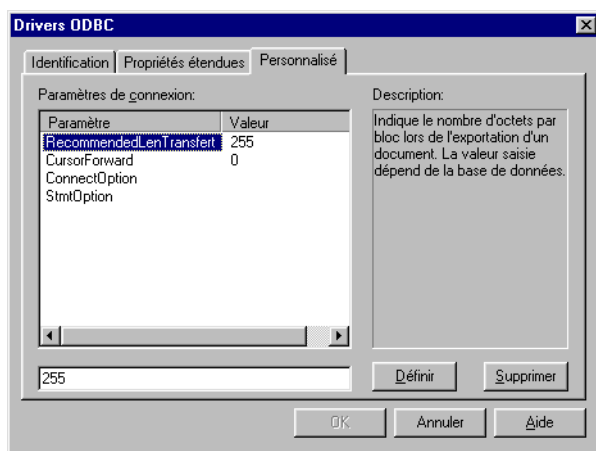 Drivers ODBC
Identification Propriétés étendues Personnalisé
Paramètres de connexion:
Paramètre Valeur
RecommendedLenTransfert 255
CursorForward 0
ConnectOption
StmtOption
255
Description:
Indique le nombre d'octets par
bloc lors de l'exportation d'un
document. La valeur saisie
dépend de la base de données.
Définir Supprimer
OK Annuler Aide